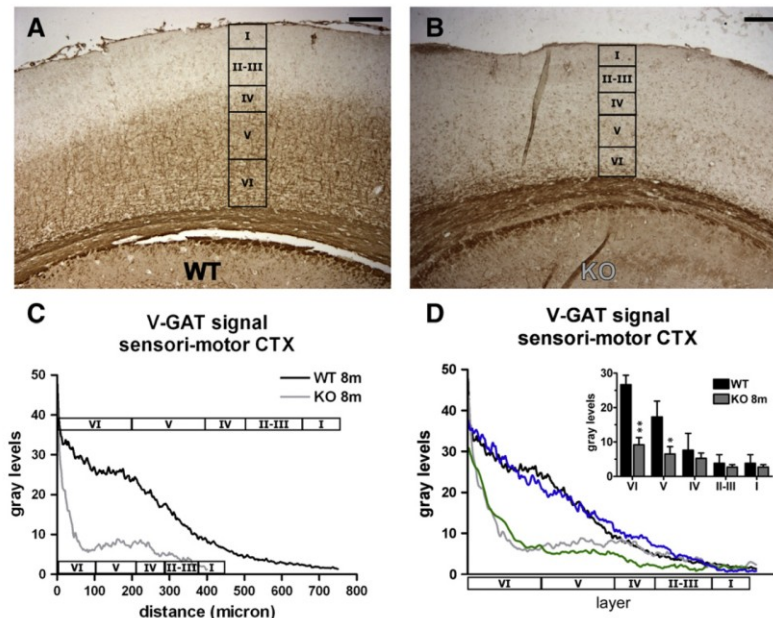 A
I
II-III
IV
V
VI
WT
B
I
II-III
IV
V
VI
KO
C
V-GAT signal
sensori-motor CTX
WT 8m
KO 8m
50
40
30
20
10
0
gray levels
VI V IV II-III I
VI V IV II-III I
0 100 200 300 400 500 600 700 800
distance (micron)
D
V-GAT signal
sensori-motor CTX
50
40
30
20
10
0
gray levels
30
20
10
0
gray levels
WT
KO 8m
**
*
VI V IV II-III I
VI V IV II-III I
layer